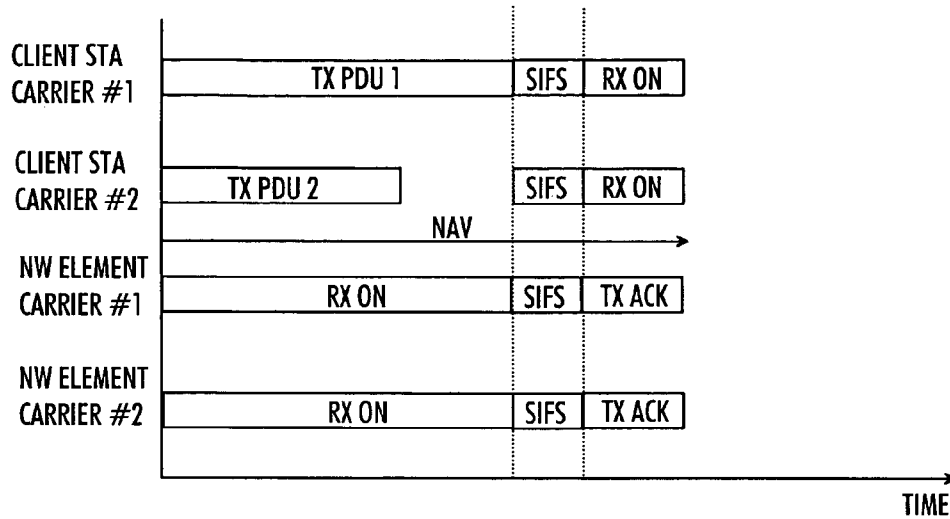 CLIENT STA
CARRIER #1
TX PDU 1
SIFS
RX ON
CLIENT STA
CARRIER #2
TX PDU 2
SIFS
RX ON
NAV
NW ELEMENT
CARRIER #1
RX ON
SIFS
TX ACK
NW ELEMENT
CARRIER #2
RX ON
SIFS
TX ACK
TIME